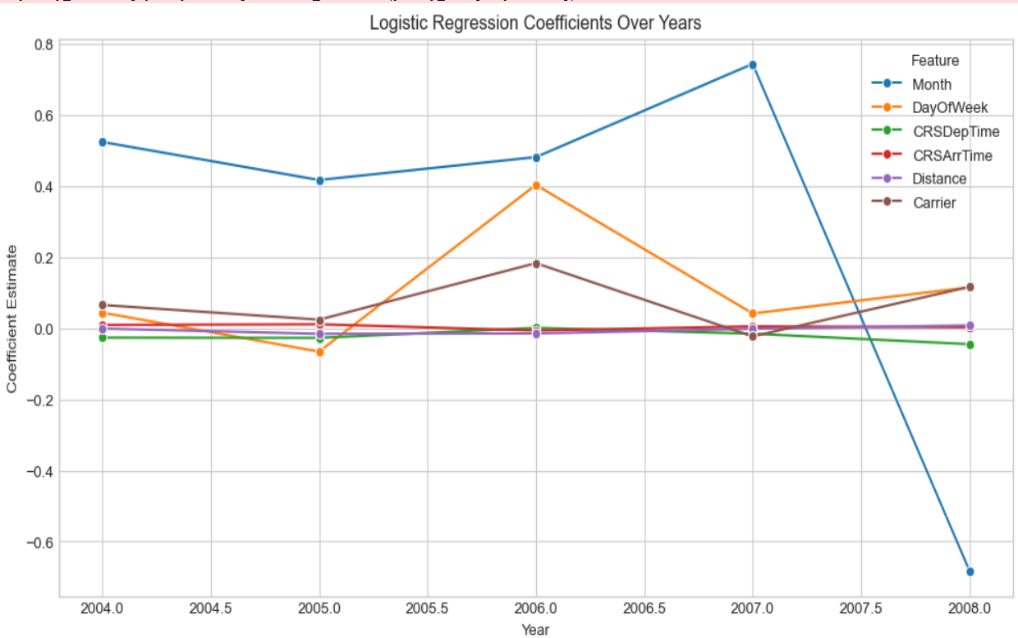 Logistic Regression Coefficients Over Years
Feature
Month
DayOfWeek
CRSDepTime
CRSArrTime
Distance
Carrier
Coefficient Estimate
0.8
0.6
0.4
0.2
0.0
−0.2
−0.4
−0.6
2004.0 2004.5 2005.0 2005.5 2006.0 2006.5 2007.0 2007.5 2008.0
Year